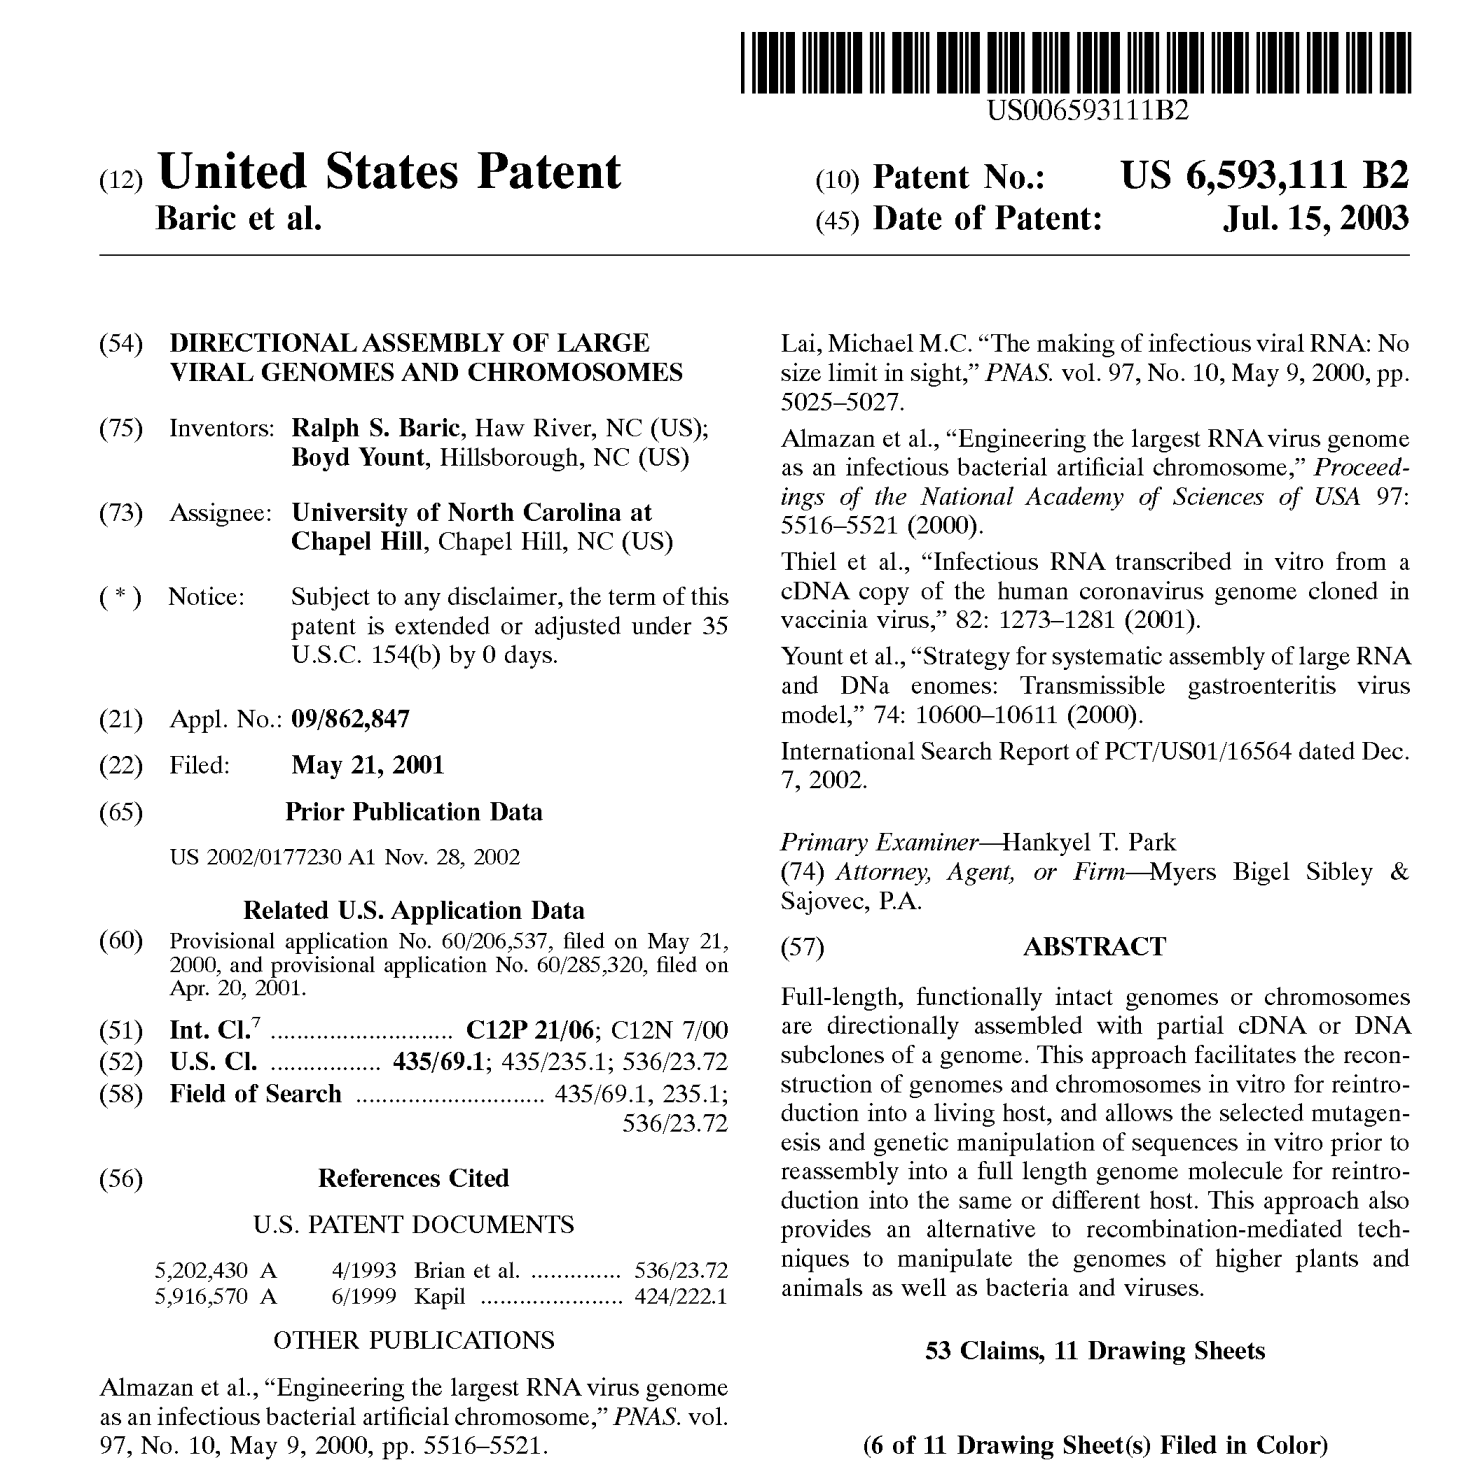 US006593111B2
(12) United States Patent
Baric et al.
(10) Patent No.: US 6,593,111 B2
(45) Date of Patent: Jul. 15, 2003
(54) DIRECTIONAL ASSEMBLY OF LARGE
VIRAL GENOMES AND CHROMOSOMES
(75) Inventors: Ralph S. Baric, Haw River, NC (US);
Boyd Yount, Hillsborough, NC (US)
(73) Assignee: University of North Carolina at
Chapel Hill, Chapel Hill, NC (US)
( * ) Notice: Subject to any disclaimer, the term of this
patent is extended or adjusted under 35
U.S.C. 154(b) by 0 days.
(21) Appl. No.: 09/862,847
(22) Filed: May 21, 2001
(65) Prior Publication Data
US 2002/0177230 A1 Nov. 28, 2002
Related U.S. Application Data
(60) Provisional application No. 60/206,537, filed on May 21,
2000, and provisional application No. 60/285,320, filed on
Apr. 20, 2001.
(51) Int. Cl.7 ............................ C12P 21/06; C12N 7/00
(52) U.S. Cl. ................. 435/69.1; 435/235.1; 536/23.72
(58) Field of Search ............................. 435/69.1, 235.1;
536/23.72
(56) References Cited
U.S. PATENT DOCUMENTS
5,202,430 A 4/1993 Brian et al. .............. 536/23.72
5,916,570 A 6/1999 Kapil ...................... 424/222.1
OTHER PUBLICATIONS
Almazan et al., “Engineering the largest RNA virus genome
as an infectious bacterial artificial chromosome,” PNAS. vol.
97, No. 10, May 9, 2000, pp. 5516–5521.
Lai, Michael M.C. “The making of infectious viral RNA: No
size limit in sight,” PNAS. vol. 97, No. 10, May 9, 2000, pp.
5025–5027.
Almazan et al., “Engineering the largest RNA virus genome
as an infectious bacterial artificial chromosome,” Proceed-
ings of the National Academy of Sciences of USA 97:
5516–5521 (2000).
Thiel et al., “Infectious RNA transcribed in vitro from a
cDNA copy of the human coronavirus genome cloned in
vaccinia virus,” 82: 1273–1281 (2001).
Yount et al., “Strategy for systematic assembly of large RNA
and DNa enomes: Transmissible gastroenteritis virus
model,” 74: 10600–10611 (2000).
International Search Report of PCT/US01/16564 dated Dec.
7, 2002.
Primary Examiner—Hankyel T. Park
(74) Attorney, Agent, or Firm—Myers Bigel Sibley &
Sajovec, P.A.
(57) ABSTRACT
Full-length, functionally intact genomes or chromosomes
are directionally assembled with partial cDNA or DNA
subclones of a genome. This approach facilitates the recon-
struction of genomes and chromosomes in vitro for reintro-
duction into a living host, and allows the selected mutagen-
esis and genetic manipulation of sequences in vitro prior to
reassembly into a full length genome molecule for reintro-
duction into the same or different host. This approach also
provides an alternative to recombination-mediated tech-
niques to manipulate the genomes of higher plants and
animals as well as bacteria and viruses.
53 Claims, 11 Drawing Sheets
(6 of 11 Drawing Sheet(s) Filed in Color)